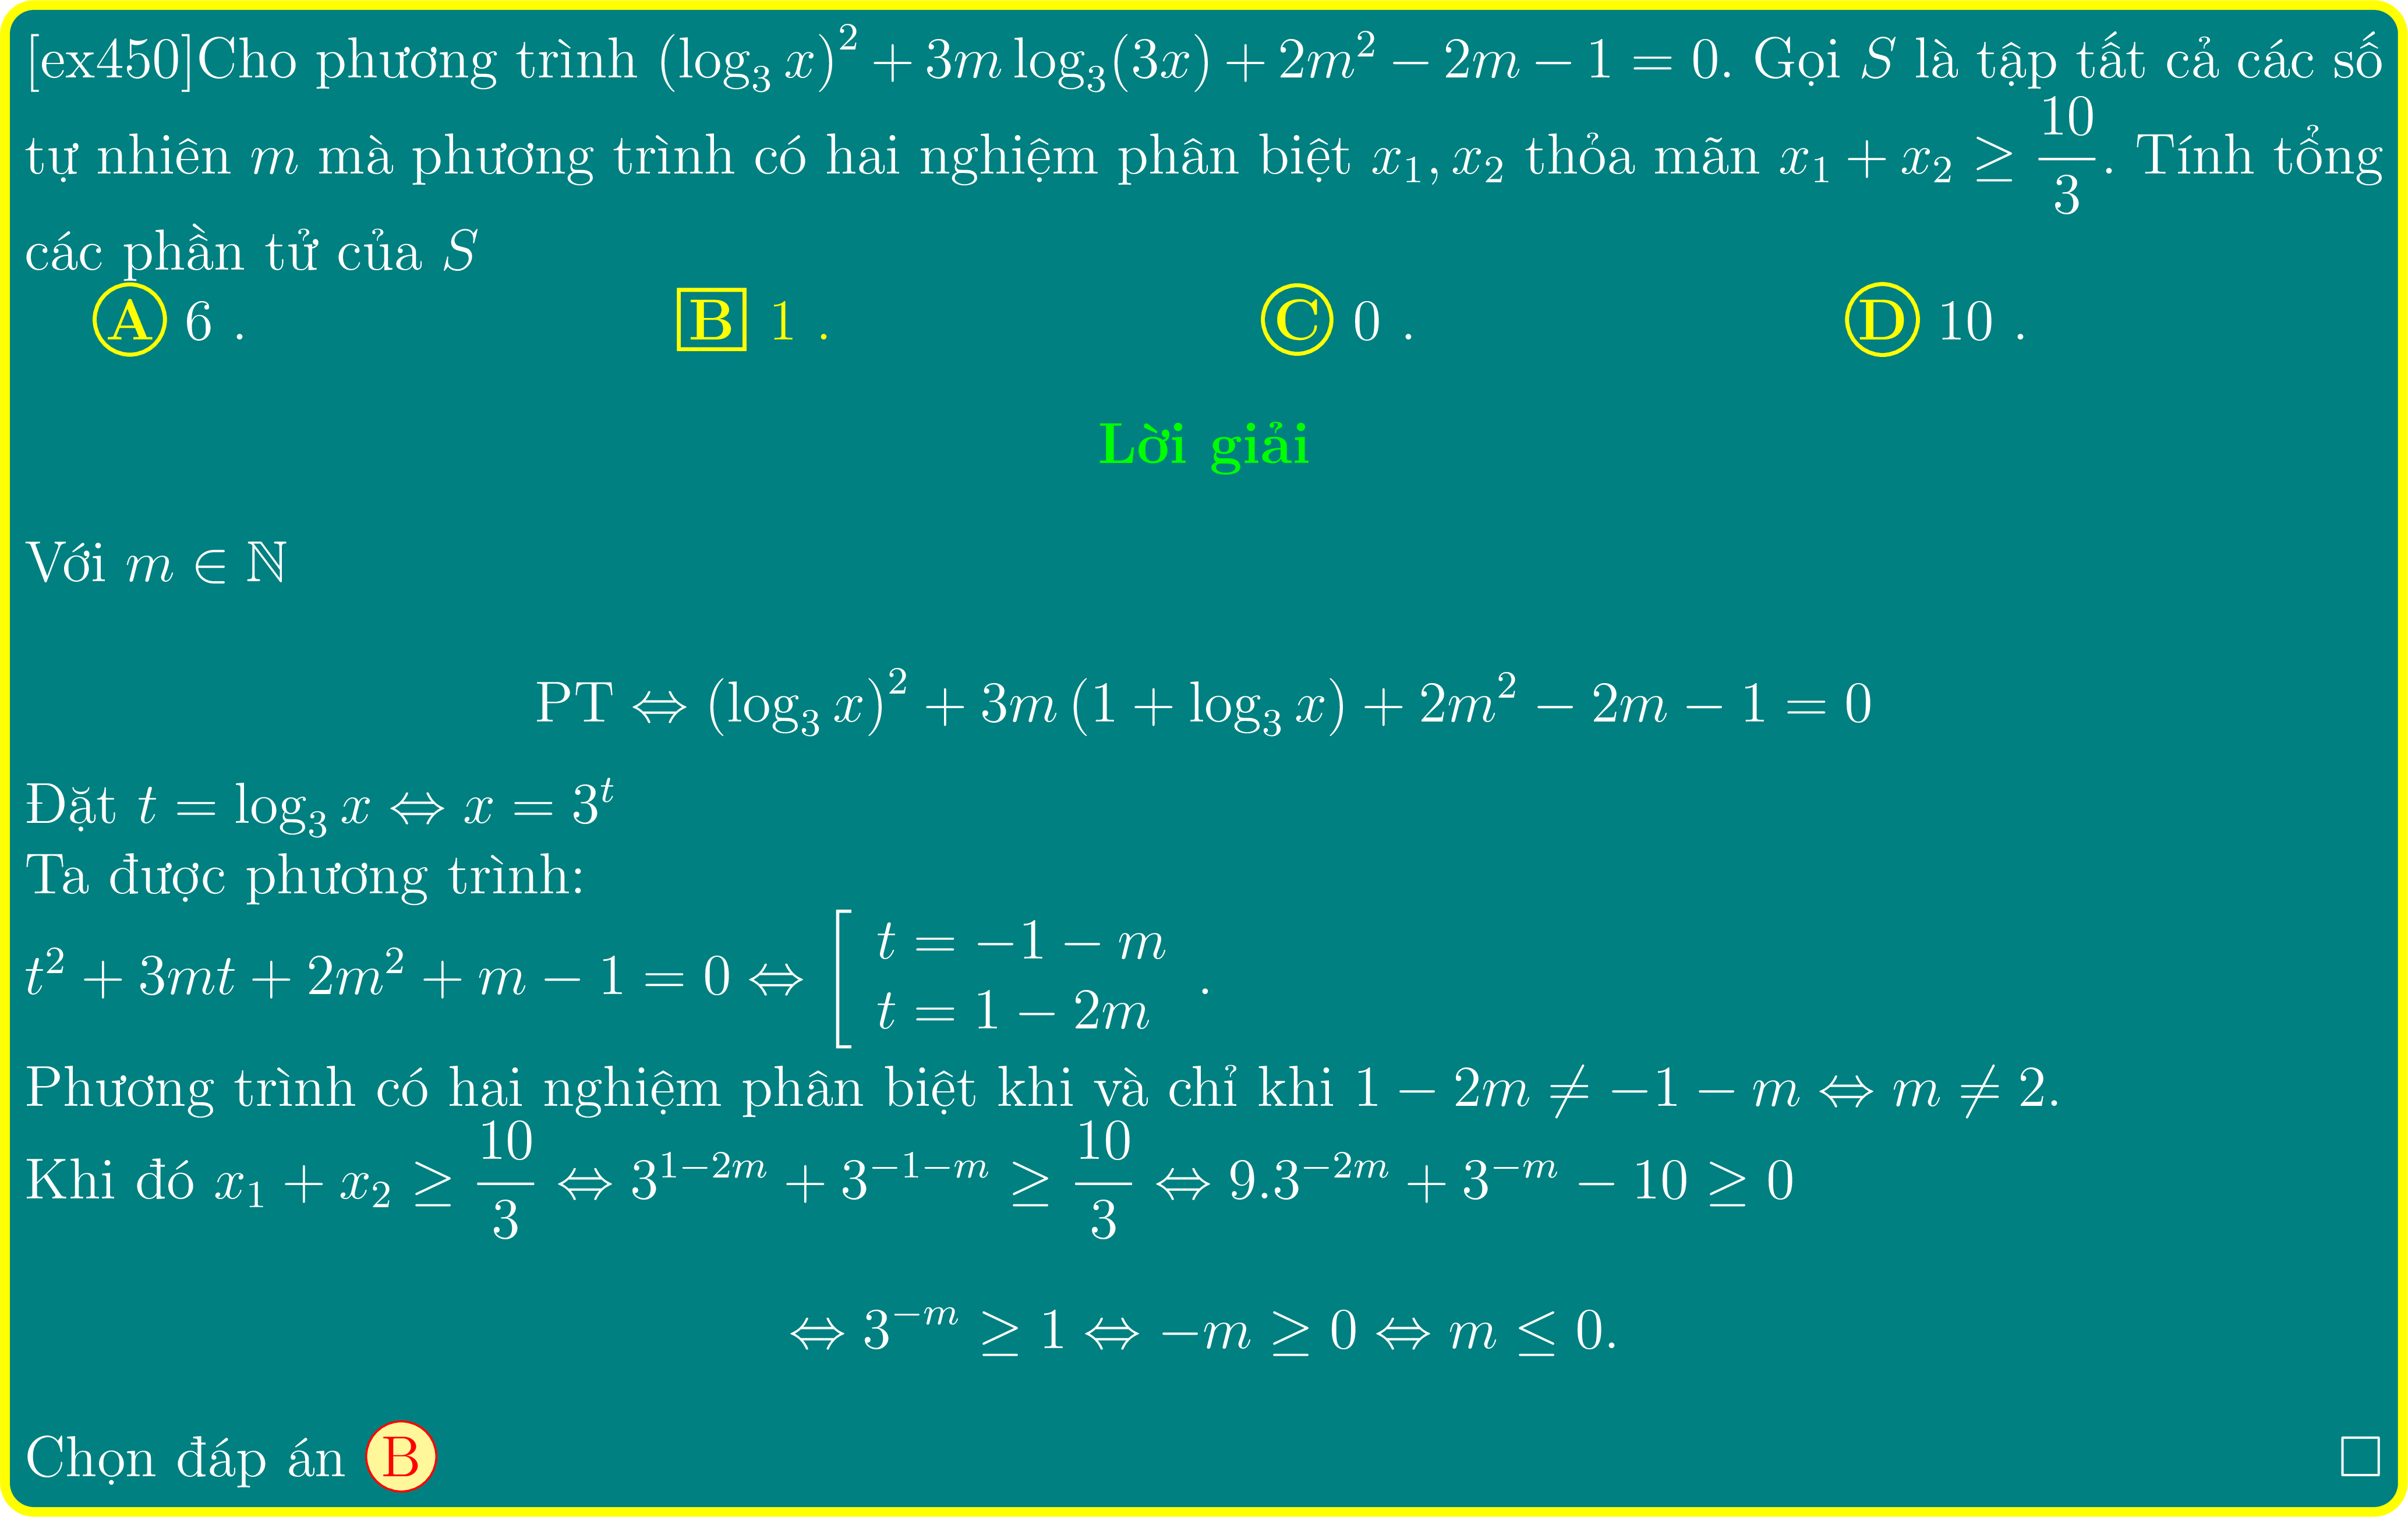 [ex450]Cho phương trình $(\log_3 x)^2 + 3m \log_3(3x) + 2m^2 - 2m - 1 = 0$. Gọi $S$ là tập tất cả các số
tự nhiên $m$ mà phương trình có hai nghiệm phân biệt $x_1, x_2$ thỏa mãn $x_1 + x_2 \geq \dfrac{10}{3}$. Tính tổng
các phần tử của $S$
A 6 . B 1 . C 0 . D 10 .
Lời giải
Với $m \in \mathbb{N}$
$\text{PT} \Leftrightarrow (\log_3 x)^2 + 3m (1 + \log_3 x) + 2m^2 - 2m - 1 = 0$
Đặt $t = \log_3 x \Leftrightarrow x = 3^t$
Ta được phương trình:
$t^2 + 3mt + 2m^2 + m - 1 = 0 \Leftrightarrow \left[ \begin{array}{l} t = -1 - m \\ t = 1 - 2m \end{array} \right.$ .
Phương trình có hai nghiệm phân biệt khi và chỉ khi $1 - 2m \neq -1 - m \Leftrightarrow m \neq 2$.
Khi đó $x_1 + x_2 \geq \dfrac{10}{3} \Leftrightarrow 3^{1-2m} + 3^{-1-m} \geq \dfrac{10}{3} \Leftrightarrow 9.3^{-2m} + 3^{-m} - 10 \geq 0$
$\Leftrightarrow 3^{-m} \geq 1 \Leftrightarrow -m \geq 0 \Leftrightarrow m \leq 0.$
Chọn đáp án B □